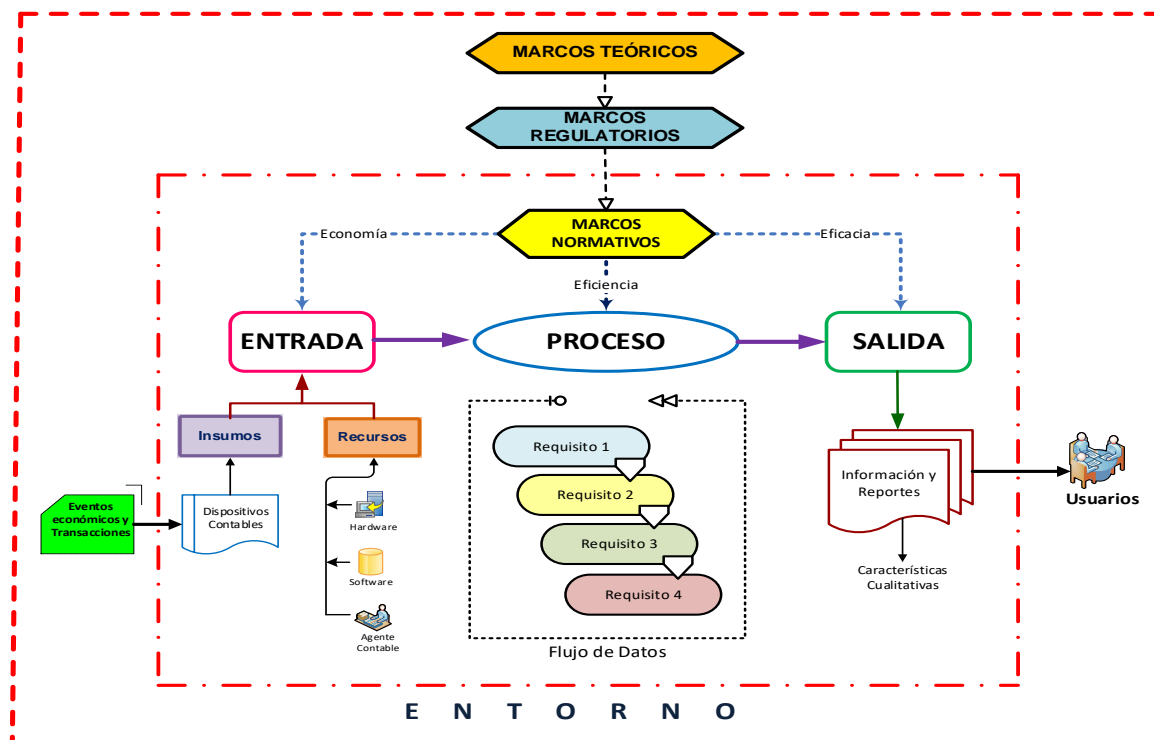 MARCOS TEÓRICOS
MARCOS
REGULATORIOS
MARCOS
NORMATIVOS
Economía
Eficacia
Eficiencia
ENTRADA
PROCESO
SALIDA
Insumos
Recursos
Requisito 1
Requisito 2
Requisito 3
Requisito 4
Flujo de Datos
Información y
Reportes
Usuarios
Eventos
económicos y
Transacciones
Dispositivos
Contables
Hardware
Software
Agente
Contable
Características
Cualitativas
E N T O R N O